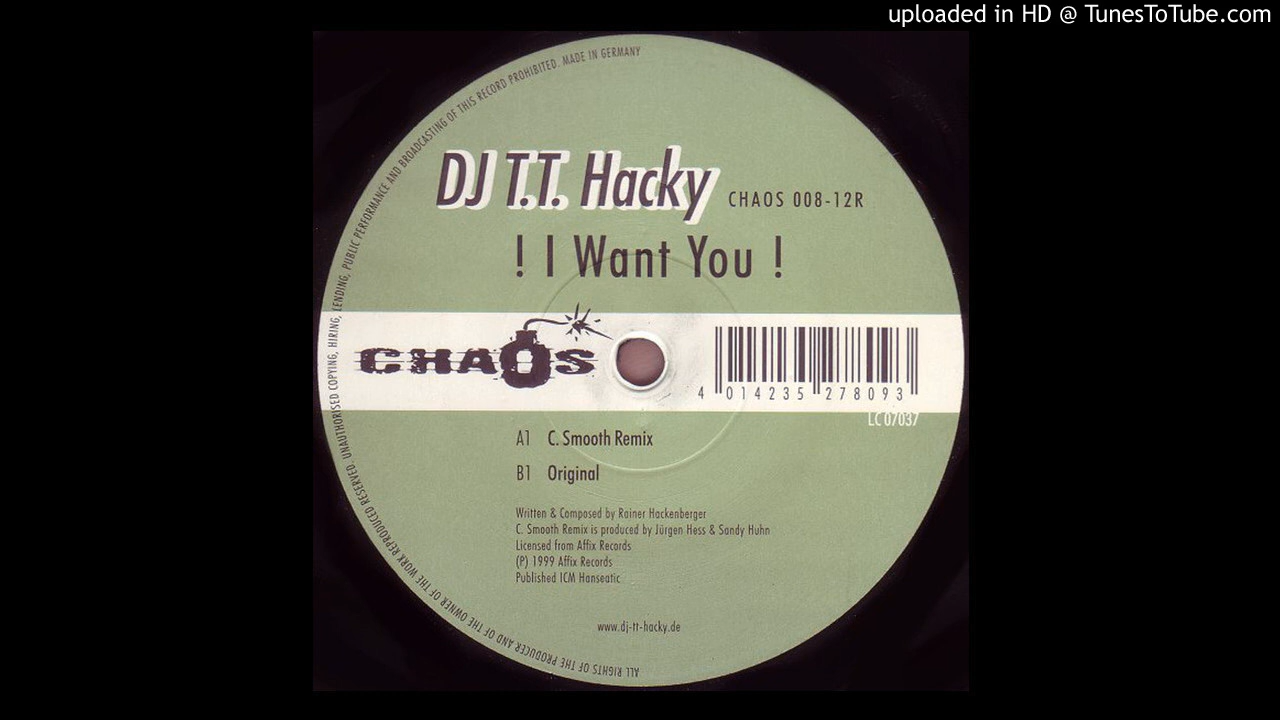 uploaded in HD @ TunesToTube.com
ALL RIGHTS OF THE PRODUCER AND OF THE OWNER OF THE WORK REPRODUCED RESERVED. UNAUTHORISED COPYING, HIRING, LENDING, PUBLIC PERFORMANCE AND BROADCASTING OF THIS RECORD PROHIBITED. MADE IN GERMANY
DJ T.T. Hacky CHAOS 008-12R
! I Want You !
CHAOS
4 014235 278093
LC 07037
A1 C. Smooth Remix
B1 Original
Written & Composed by Rainer Hackenberger
C. Smooth Remix is produced by Jürgen Hess & Sandy Huhn
Licensed from Affix Records
(P) 1999 Affix Records
Published ICM Hanseatic
www.dj-tt-hacky.de